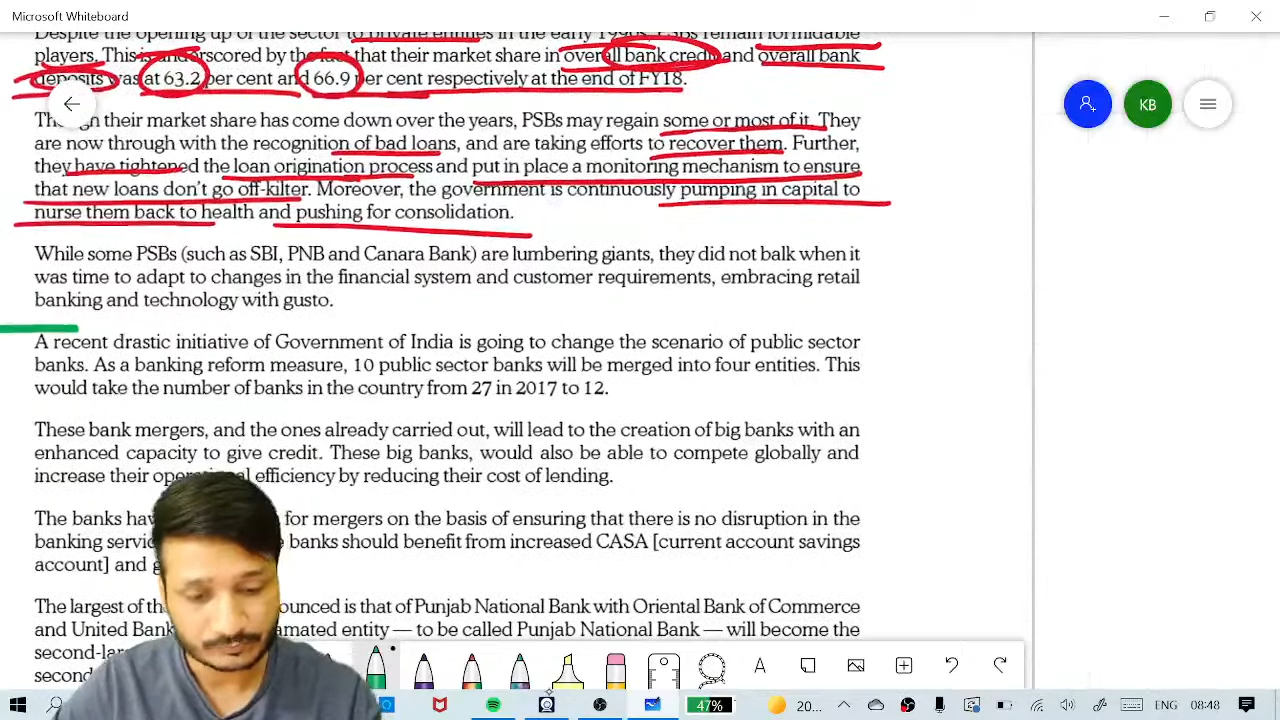 Microsoft Whiteboard
Despite the opening up of the sector to private entities in the early 1990s, PSBs remain formidable
players. This is underscored by the fact that their market share in overall bank credit and overall bank
deposits was at 63.2 per cent and 66.9 per cent respectively at the end of FY18.
KB
their market share has come down over the years, PSBs may regain some or most of it. They
are now through with the recognition of bad loans, and are taking efforts to recover them. Further,
they have tightened the loan origination process and put in place a monitoring mechanism to ensure
that new loans don't go off-kilter. Moreover, the government is continuously pumping in capital to
nurse them back to health and pushing for consolidation.
While some PSBs (such as SBI, PNB and Canara Bank) are lumbering giants, they did not balk when it
was time to adapt to changes in the financial system and customer requirements, embracing retail
banking and technology with gusto.
A recent drastic initiative of Government of India is going to change the scenario of public sector
banks. As a banking reform measure, 10 public sector banks will be merged into four entities. This
would take the number of banks in the country from 27 in 2017 to 12.
These bank mergers, and the ones already carried out, will lead to the creation of big banks with an
enhanced capacity to give credit. These big banks, would also be able to compete globally and
increase their operational efficiency by reducing their cost of lending.
The banks for mergers on the basis of ensuring that there is no disruption in the
banking banks should benefit from increased CASA [current account savings
account] and
The largest of is that of Punjab National Bank with Oriental Bank of Commerce
and United Bank entity — to be called Punjab National Bank — will become the
A
47%
ENG 08:48